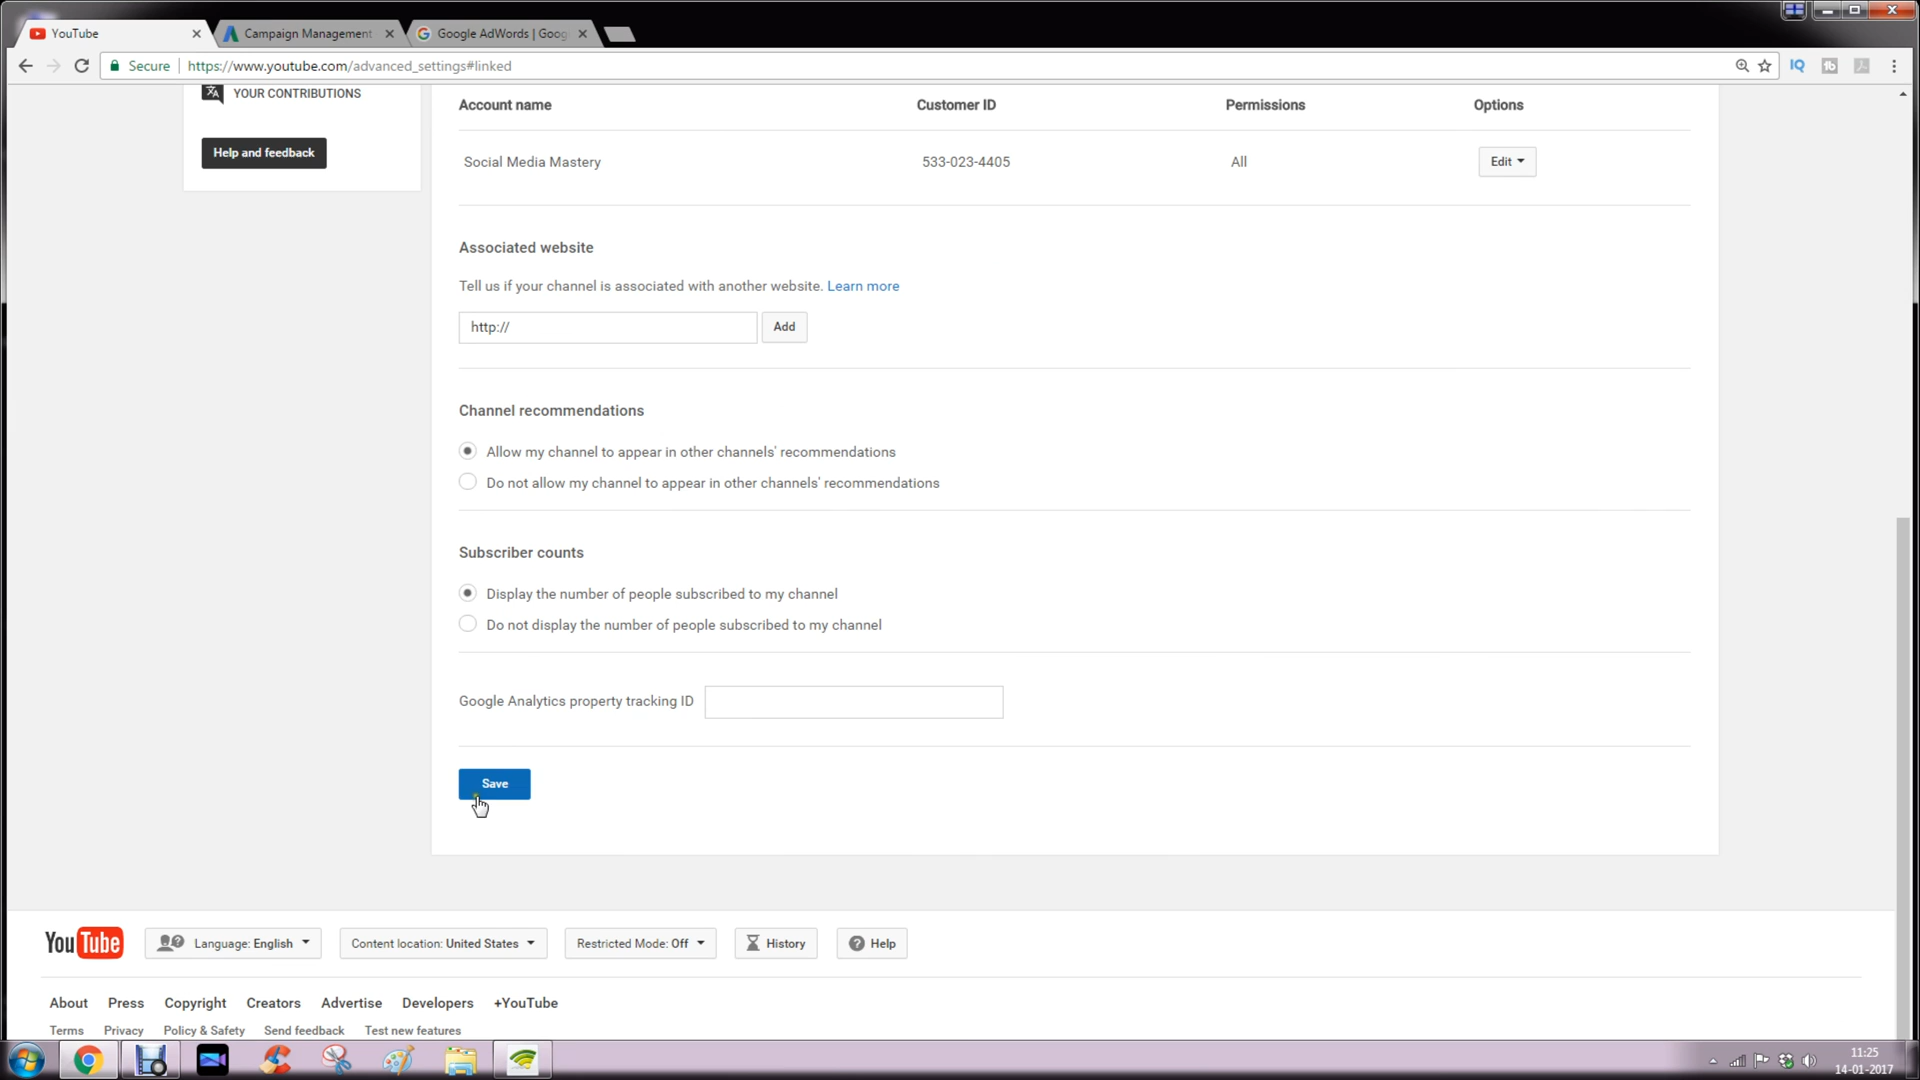 YouTube
Campaign Management
Google AdWords | Goog
Secure
https://www.youtube.com/advanced_settings#linked
IQ
YOUR CONTRIBUTIONS
Help and feedback
Account name Customer ID Permissions Options
Social Media Mastery 533-023-4405 All Edit
Associated website
Tell us if your channel is associated with another website. Learn more
http:// Add
Channel recommendations
Allow my channel to appear in other channels' recommendations
Do not allow my channel to appear in other channels' recommendations
Subscriber counts
Display the number of people subscribed to my channel
Do not display the number of people subscribed to my channel
Google Analytics property tracking ID
Save
YouTube Language: English Content location: United States Restricted Mode: Off History Help
About Press Copyright Creators Advertise Developers +YouTube
Terms Privacy Policy & Safety Send feedback Test new features
11:25
14-01-2017